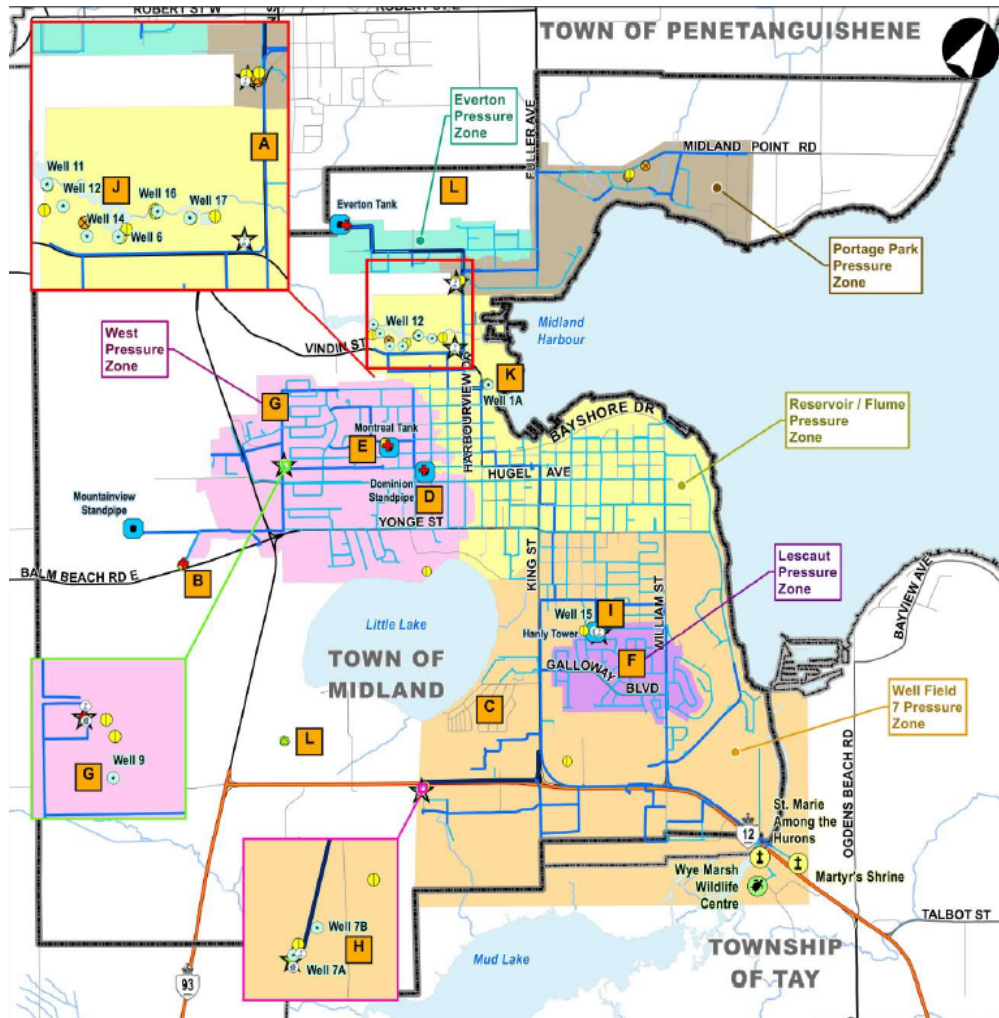 ROBERT ST W
ROBERT ST E
TOWN OF PENETANGUISHENE
Everton
Pressure
Zone
FULLER AVE
MIDLAND POINT RD
A
Well 11
Well 12
J
Well 16
Well 17
Well 14
Well 6
L
Everton Tank
Portage Park
Pressure
Zone
West
Pressure
Zone
Well 12
VINDIN ST
Midland
Harbour
HARBOURVIEW DR
K
Well 1A
G
BAYSHORE DR
Reservoir / Flume
Pressure
Zone
Montreal Tank
E
HUGEL AVE
Dominion
Standpipe
D
Mountainview
Standpipe
YONGE ST
BALM BEACH RD E
B
KING ST
WILLIAM ST
Lescaut
Pressure
Zone
BAYVIEW AVE
Well 15
I
Hanly Tower
Little Lake
F
GALLOWAY BLVD
TOWN OF
MIDLAND
C
Well Field
7 Pressure
Zone
L
Well 9
G
OGDENS BEACH RD
St. Marie
Among the
Hurons
12
Martyr's Shrine
Wye Marsh
Wildlife
Centre
TALBOT ST
Well 7B
H
Well 7A
Mud Lake
TOWNSHIP
OF TAY
93